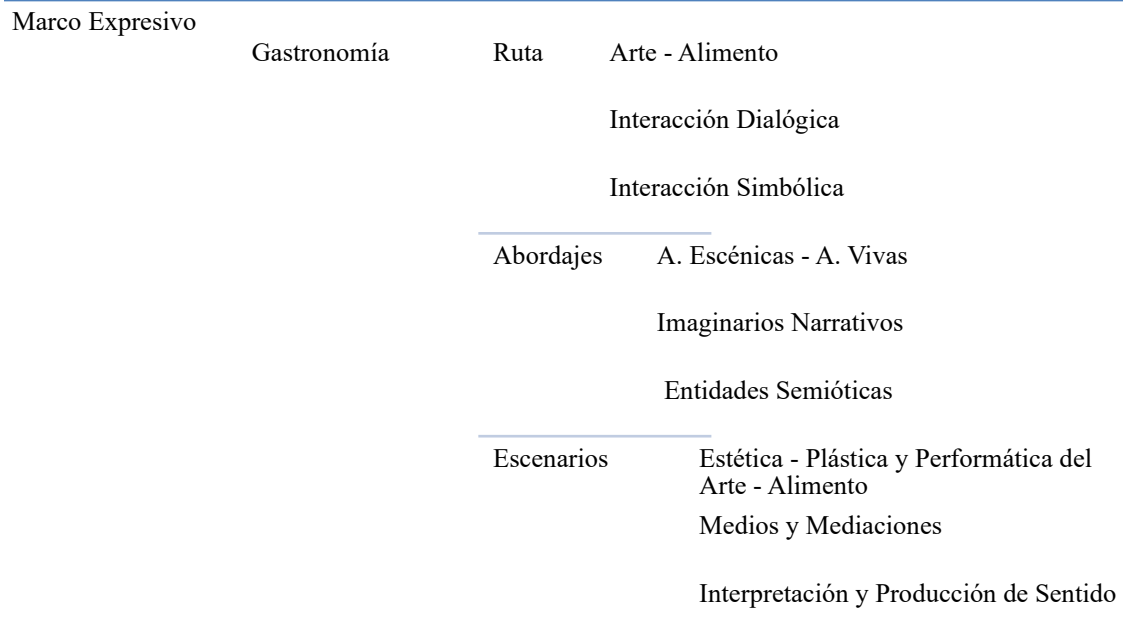 Marco Expresivo
Gastronomía Ruta Arte - Alimento
Interacción Dialógica
Interacción Simbólica
Abordajes A. Escénicas - A. Vivas
Imaginarios Narrativos
Entidades Semióticas
Escenarios Estética - Plástica y Performática del
Arte - Alimento
Medios y Mediaciones
Interpretación y Producción de Sentido